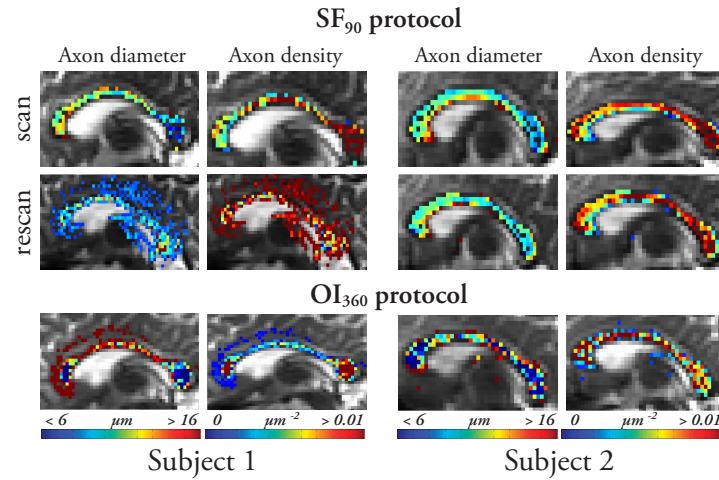 SF90 protocol
Axon diameter Axon density Axon diameter Axon density
scan
rescan
OI360 protocol
< 6 μm > 16 0 μm-2 > 0.01 < 6 μm > 16 0 μm-2 > 0.01
Subject 1 Subject 2